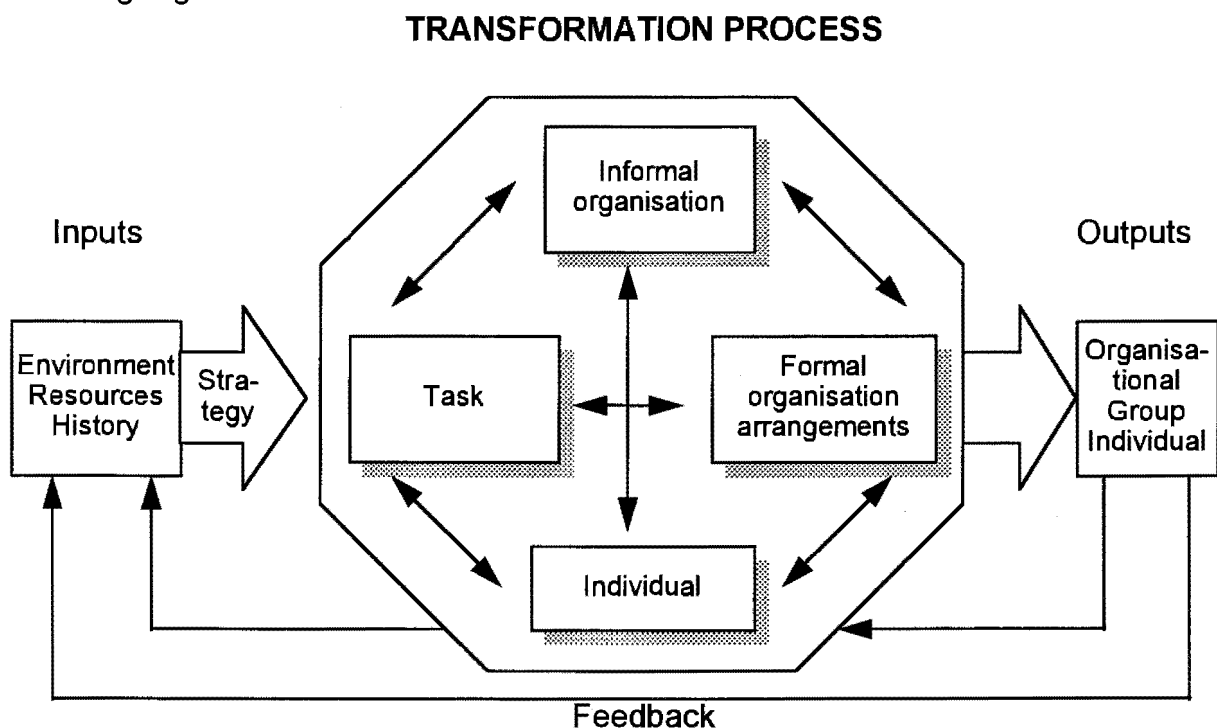 TRANSFORMATION PROCESS
Informal
organisation
Inputs
Outputs
Environment
Resources
History
Stra-
tegy
Task
Formal
organisation
arrangements
Organisa-
tional
Group
Individual
Individual
Feedback